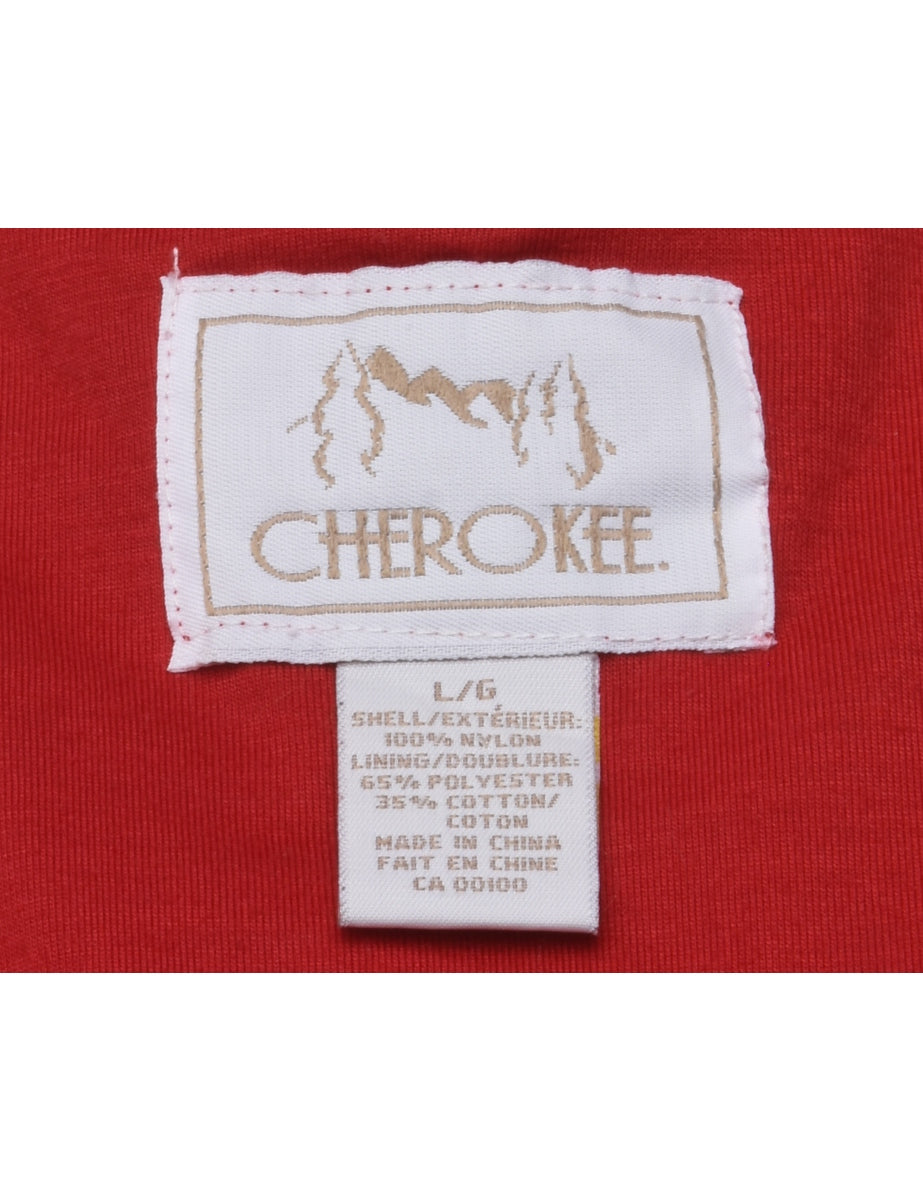 CHEROKEE.
L/G
SHELL/EXTÉRIEUR:
100% NYLON
LINING/DOUBLURE:
65% POLYESTER
35% COTTON/
COTON
MADE IN CHINA
FAIT EN CHINE
CA 00100